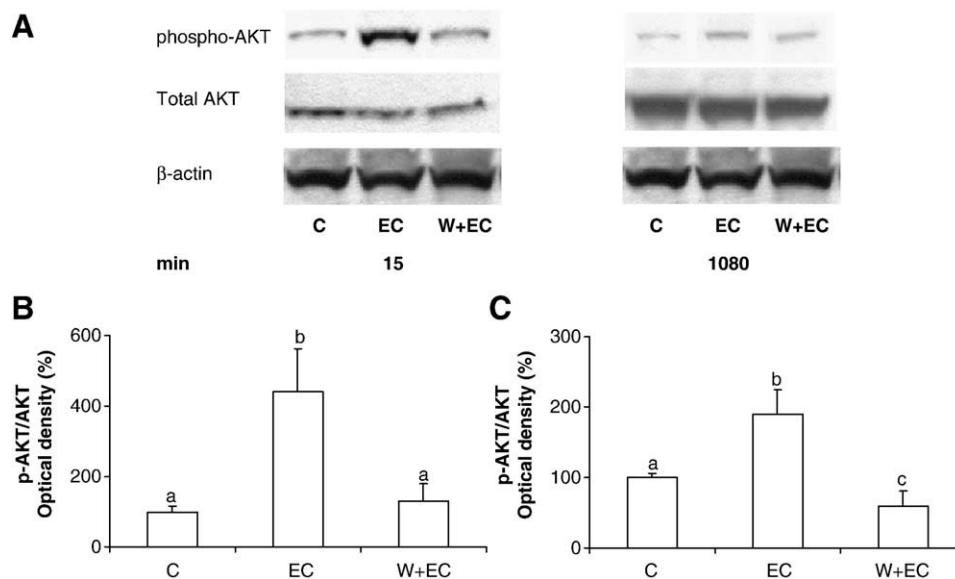 A
phospho-AKT
Total AKT
β-actin
C EC W+EC C EC W+EC
min 15 1080
B
p-AKT/AKT
Optical density (%)
600
400
200
0
a
b
a
C EC W+EC
C
p-AKT/AKT
Optical density (%)
300
200
100
0
a
b
c
C EC W+EC